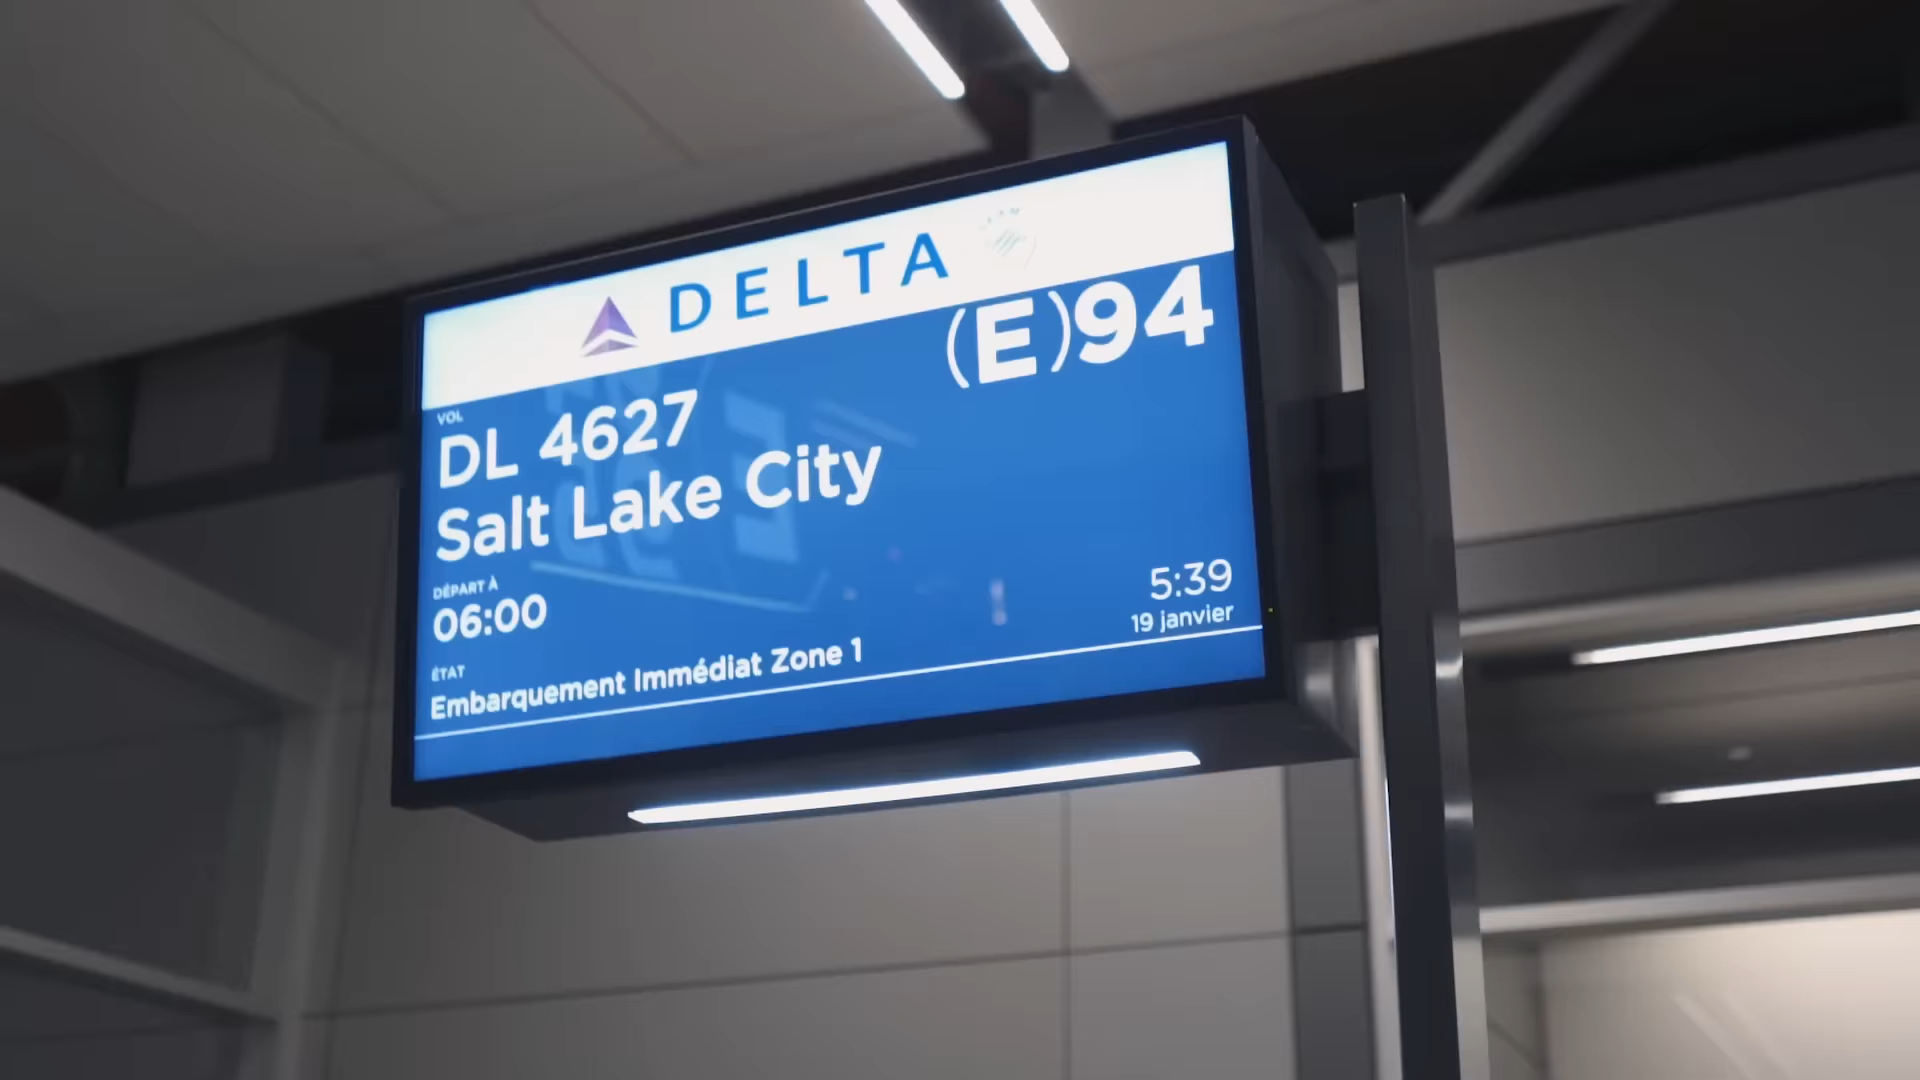 DELTA
(E)94
VOL
DL 4627
Salt Lake City
DÉPART À
06:00
5:39
19 janvier
ÉTAT
Embarquement Immédiat Zone 1